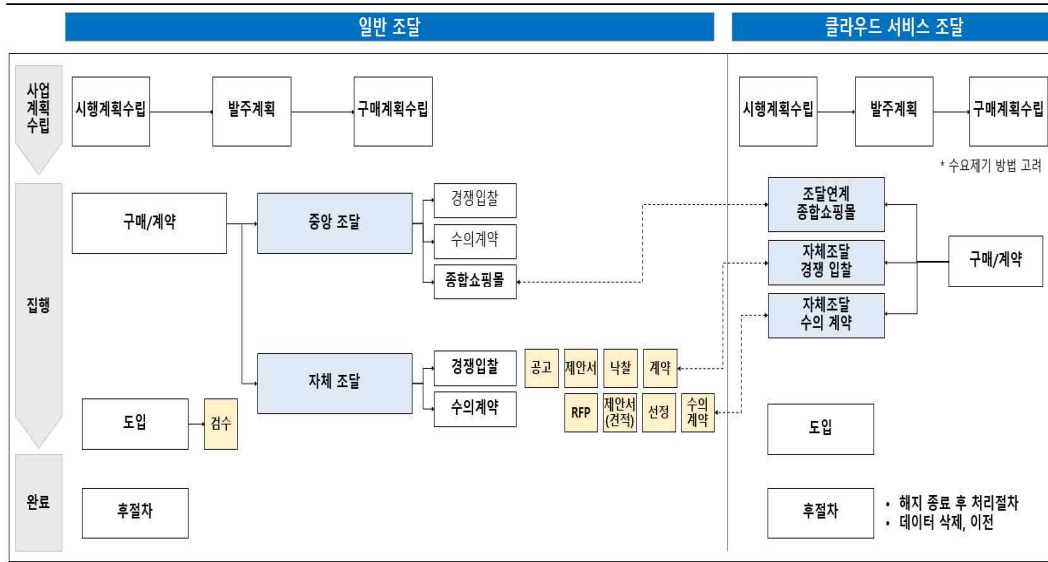 일반 조달
클라우드 서비스 조달
사업
계획
수립
시행계획수립
발주계획
구매계획수립
시행계획수립
발주계획
구매계획수립
* 수요제기 방법 고려
집행
구매/계약
중앙 조달
경쟁입찰
수의계약
종합쇼핑몰
조달연계
종합쇼핑몰
자체조달
경쟁 입찰
자체조달
수의 계약
구매/계약
자체 조달
경쟁입찰
공고
제안서
낙찰
계약
수의계약
RFP
제안서
(견적)
선정
수의
계약
도입
검수
도입
완료
후절차
후절차
• 해지 종료 후 처리절차
• 데이터 삭제, 이전